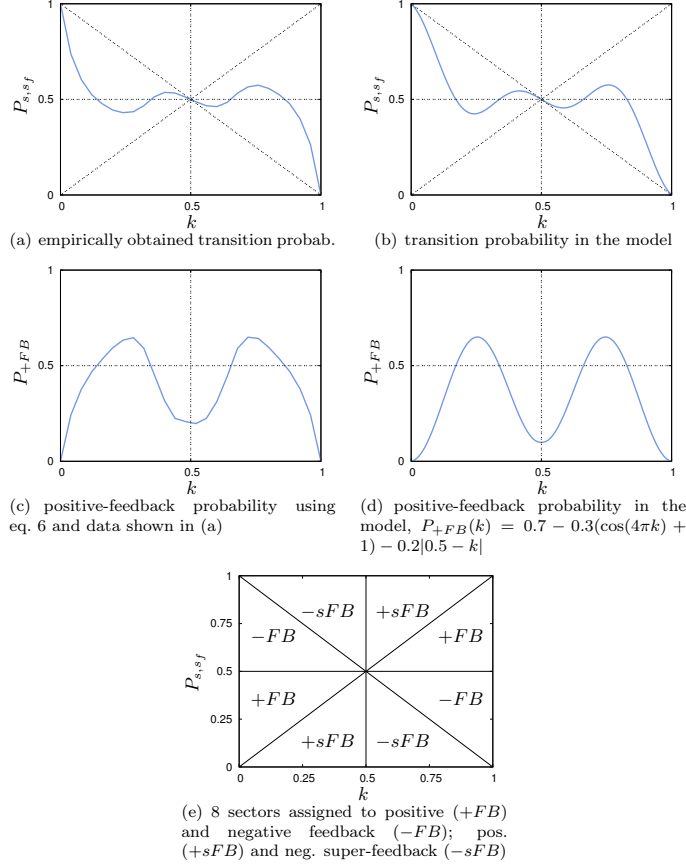 1
0.5
0
P_{s,s_f}
0
0.5
1
k
(a) empirically obtained transition probab.
1
0.5
0
P_{s,s_f}
0
0.5
1
k
(b) transition probability in the model
1
0.5
0
P_{+FB}
0
0.5
1
k
(c) positive-feedback probability using
eq. 6 and data shown in (a)
1
0.5
0
P_{+FB}
0
0.5
1
k
(d) positive-feedback probability in the
model, P_{+FB}(k) = 0.7 − 0.3(cos(4πk) +
1) − 0.2|0.5 − k|
1
0.75
0.5
0.25
0
P_{s,s_f}
−sFB
+sFB
−FB
+FB
+FB
−FB
+sFB
−sFB
0
0.25
0.5
0.75
1
k
(e) 8 sectors assigned to positive (+FB)
and negative feedback (−FB); pos.
(+sFB) and neg. super-feedback (−sFB)